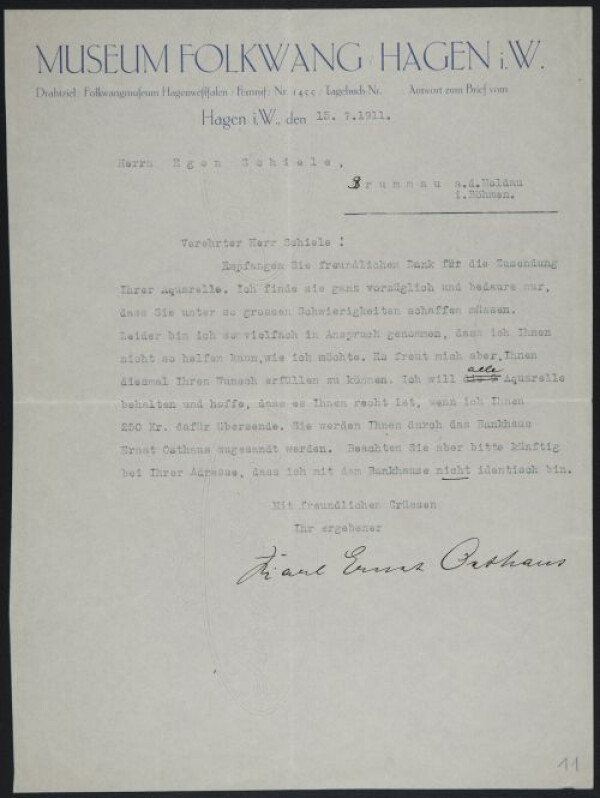 MUSEUM FOLKWANG / HAGEN i. W.
Drahtziel: Folkwangmuseum Hagenwestfalen / Fernruf: Nr. 1455 / Tagebuch-Nr. Antwort zum Brief vom
Hagen i. W., den 15. 7.1911.
Herrn Egon Schiele,
Krummau a.d.Moldau
i.Böhmen.
Verehrter Herr Schiele !
Empfangen Sie freundlichen Dank für die Zusendung
Ihrer Aquarelle. Ich finde sie ganz vorzüglich und bedaure nur,
dass Sie unter so grossen Schwierigkeiten schaffen müssen.
Leider bin ich so vielfach in Anspruch genommen, dass ich Ihnen
nicht so helfen kann,wie ich möchte. Es freut mich aber,Ihnen
diesmal Ihren Wunsch erfüllen zu können. Ich will alle Aquarelle
behalten und hoffe, dass es Ihnen recht ist, wenn ich Ihnen
250 Kr. dafür übersende. Sie werden Ihnen durch das Bankhaus
Ernst Osthaus zugesandt werden. Beachten Sie aber bitte künftig
bei Ihrer Adresse, dass ich mit dem Bankhause nicht identisch bin.
Mit freundlichen Grüssen
Ihr ergebener
Karl Ernst Osthaus
11